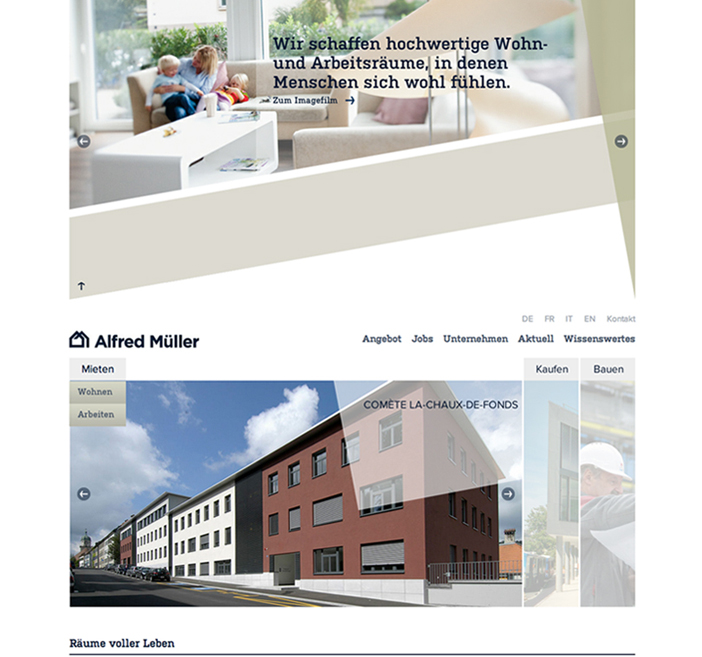 Wir schaffen hochwertige Wohn-
und Arbeitsräume, in denen
Menschen sich wohl fühlen.
Zum Imagefilm
DE FR IT EN Kontakt
Alfred Müller
Angebot Jobs Unternehmen Aktuell Wissenswertes
Mieten
Kaufen
Bauen
Wohnen
Arbeiten
COMÈTE LA-CHAUX-DE-FONDS
Räume voller Leben